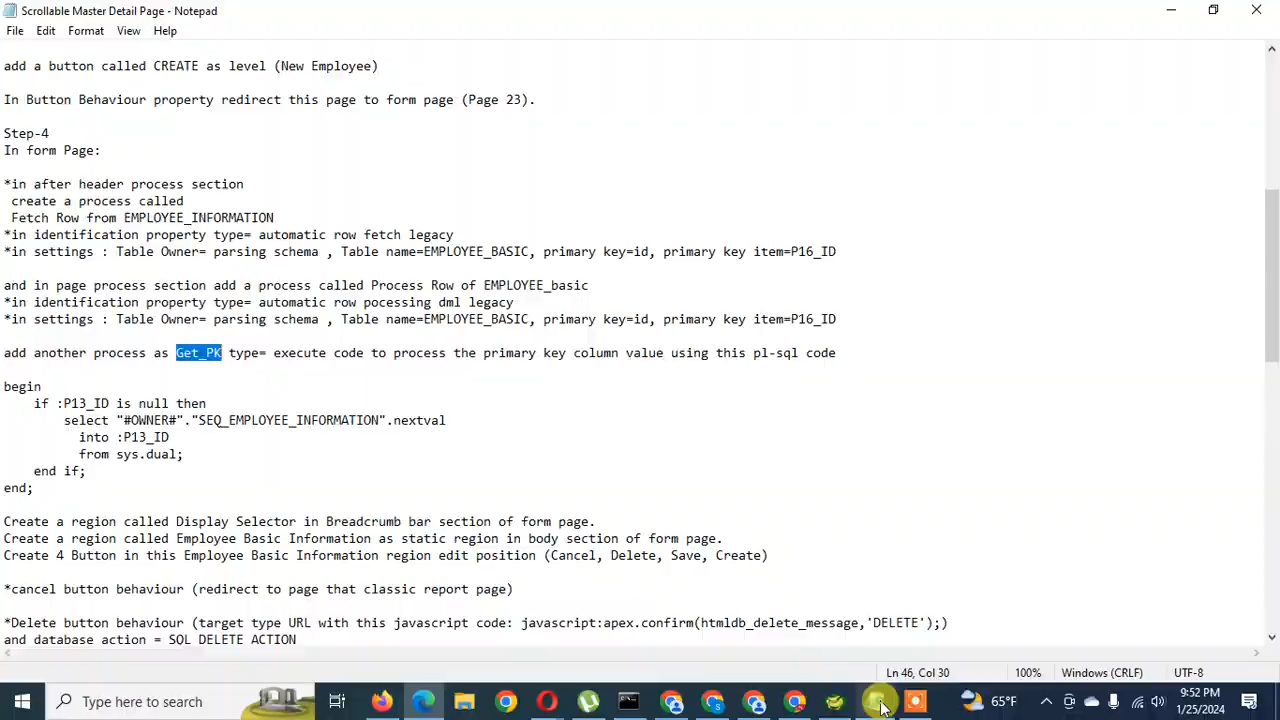 Scrollable Master Detail Page - Notepad
File Edit Format View Help
add a button called CREATE as level (New Employee)
In Button Behaviour property redirect this page to form page (Page 23).
Step-4
In form Page:
*in after header process section
create a process called
Fetch Row from EMPLOYEE_INFORMATION
*in identification property type= automatic row fetch legacy
*in settings : Table Owner= parsing schema , Table name=EMPLOYEE_BASIC, primary key=id, primary key item=P16_ID
and in page process section add a process called Process Row of EMPLOYEE_basic
*in identification property type= automatic row pocessing dml legacy
*in settings : Table Owner= parsing schema , Table name=EMPLOYEE_BASIC, primary key=id, primary key item=P16_ID
add another process as Get_PK type= execute code to process the primary key column value using this pl-sql code
begin
if :P13_ID is null then
select "#OWNER#"."SEQ_EMPLOYEE_INFORMATION".nextval
into :P13_ID
from sys.dual;
end if;
end;
Create a region called Display Selector in Breadcrumb bar section of form page.
Create a region called Employee Basic Information as static region in body section of form page.
Create 4 Button in this Employee Basic Information region edit position (Cancel, Delete, Save, Create)
*cancel button behaviour (redirect to page that classic report page)
*Delete button behaviour (target type URL with this javascript code: javascript:apex.confirm(htmldb_delete_message,'DELETE');)
and database action = SQL DELETE ACTION
Ln 46, Col 30 100% Windows (CRLF) UTF-8
Type here to search
65°F
9:52 PM
1/25/2024